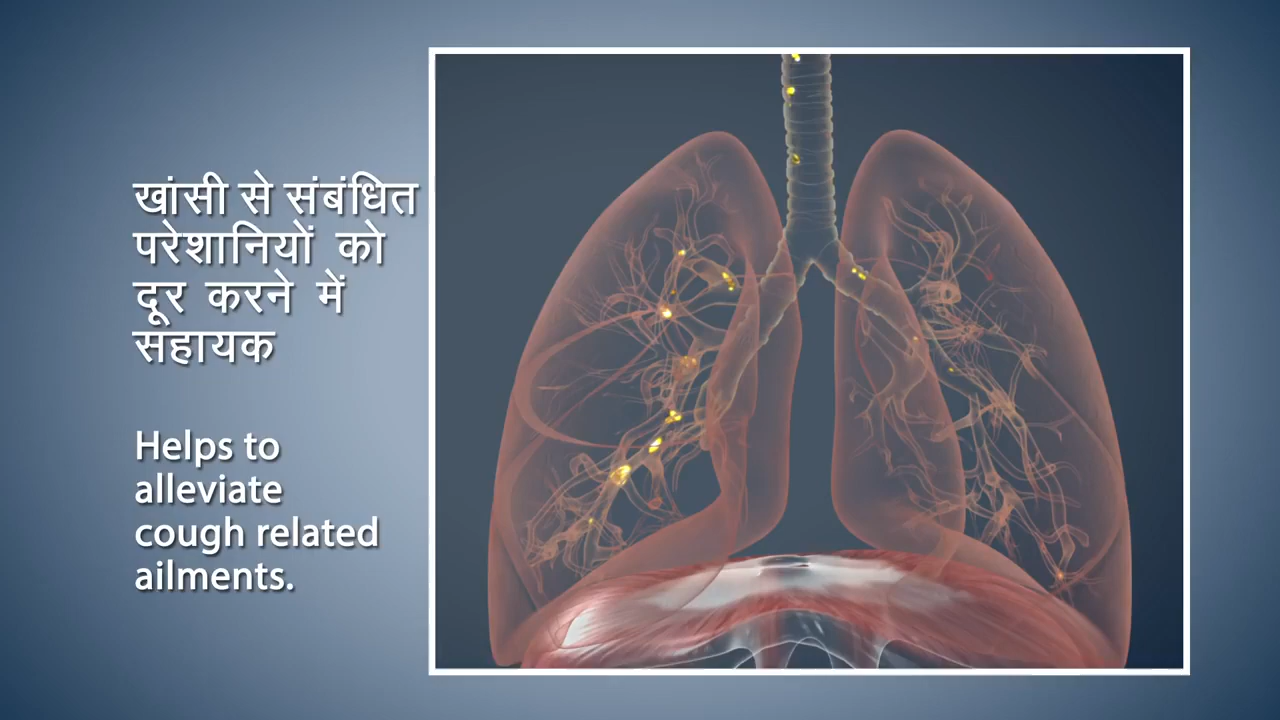 खांसी से संबंधित
परेशानियों को
दूर करने में
सहायक
Helps to
alleviate
cough related
ailments.